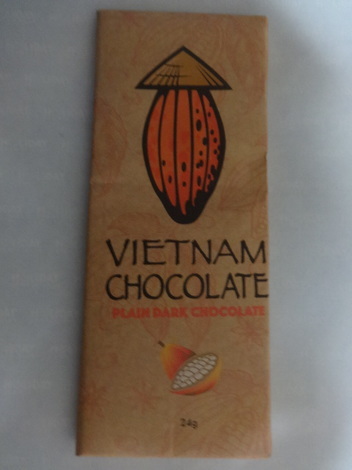 VIETNAM
CHOCOLATE
PLAIN DARK CHOCOLATE
24g